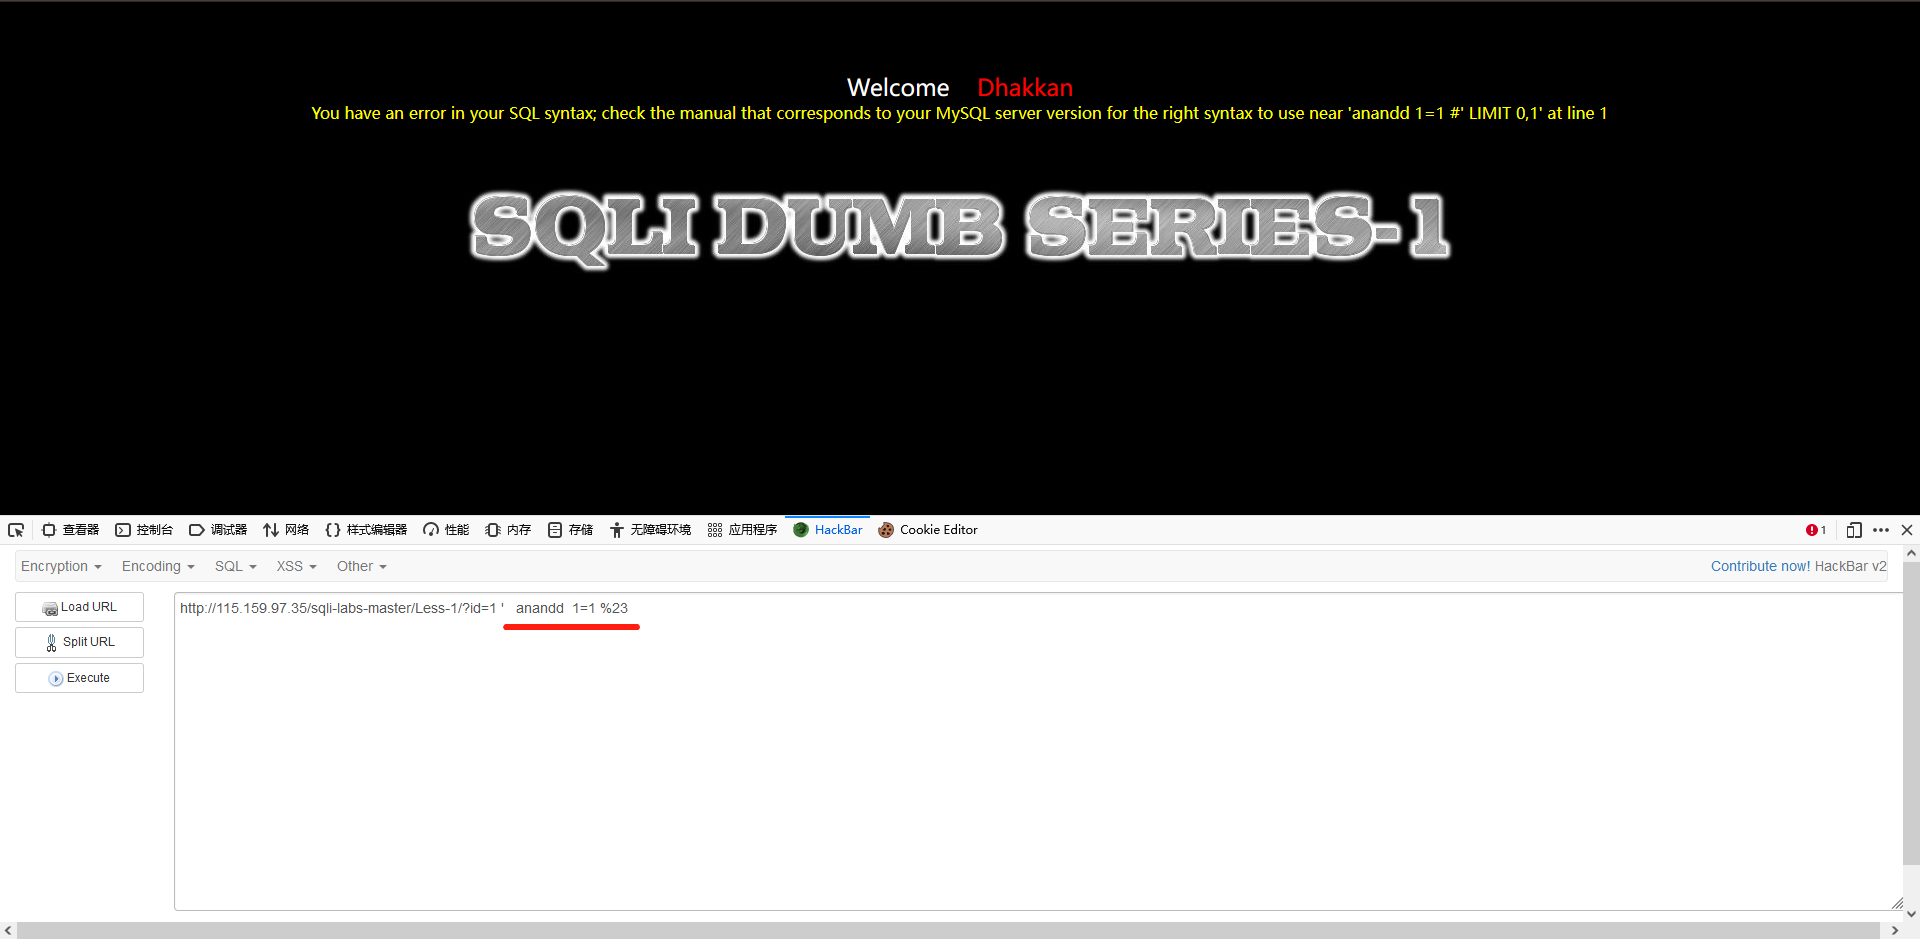 Welcome Dhakkan
You have an error in your SQL syntax; check the manual that corresponds to your MySQL server version for the right syntax to use near 'anandd 1=1 #' LIMIT 0,1' at line 1
SQLI DUMB SERIES-1
查看器 控制台 调试器 网络 样式编辑器 性能 内存 存储 无障碍环境 应用程序 HackBar Cookie Editor 1
Encryption Encoding SQL XSS Other Contribute now! HackBar v2
Load URL
http://115.159.97.35/sqli-labs-master/Less-1/?id=1 '   anandd  1=1 %23
Split URL
Execute